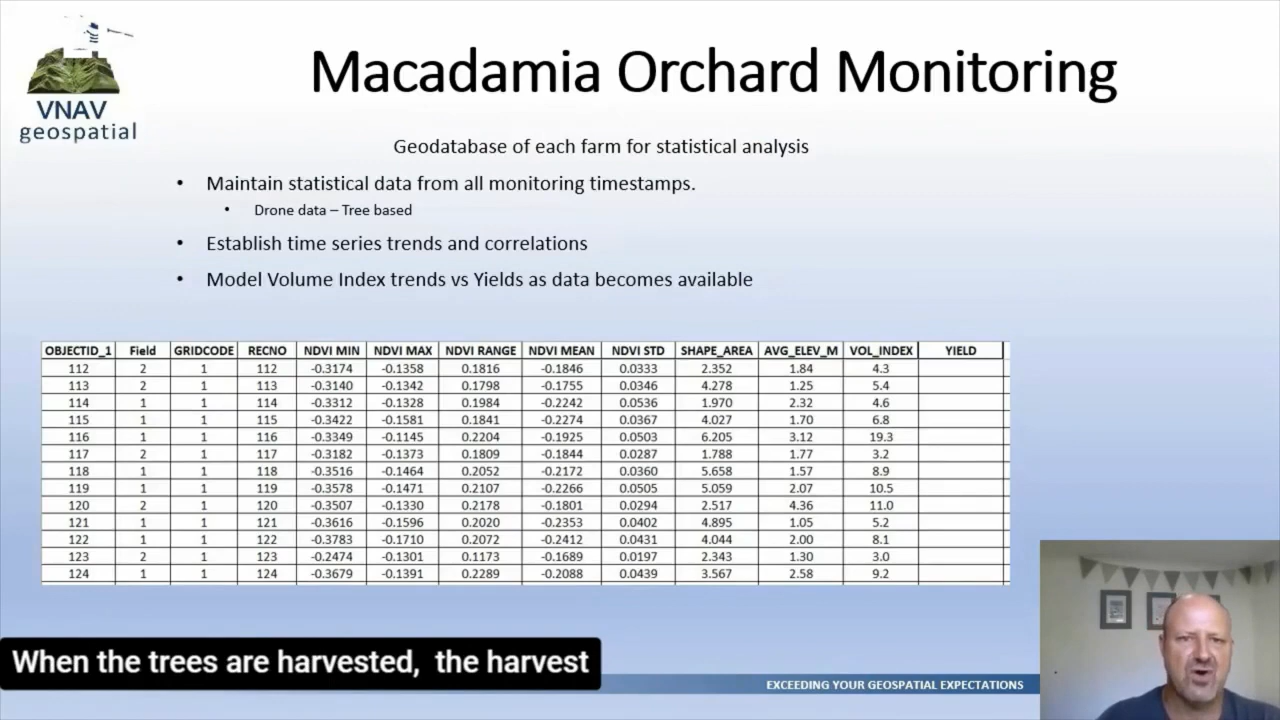 VNAV
geospatial
Macadamia Orchard Monitoring
Geodatabase of each farm for statistical analysis
• Maintain statistical data from all monitoring timestamps.
• Drone data – Tree based
• Establish time series trends and correlations
• Model Volume Index trends vs Yields as data becomes available
OBJECTID_1 Field GRIDCODE RECNO NDVI MIN NDVI MAX NDVI RANGE NDVI MEAN NDVI STD SHAPE_AREA AVG_ELEV_M VOL_INDEX YIELD
112 2 1 112 -0.3174 -0.1358 0.1816 -0.1846 0.0333 2.352 1.84 4.3
113 2 1 113 -0.3140 -0.1342 0.1798 -0.1755 0.0346 4.278 1.25 5.4
114 1 1 114 -0.3312 -0.1328 0.1984 -0.2242 0.0536 1.970 2.32 4.6
115 1 1 115 -0.3422 -0.1581 0.1841 -0.2274 0.0367 4.027 1.70 6.8
116 1 1 116 -0.3349 -0.1145 0.2204 -0.1925 0.0503 6.205 3.12 19.3
117 2 1 117 -0.3182 -0.1373 0.1809 -0.1844 0.0287 1.788 1.77 3.2
118 1 1 118 -0.3516 -0.1464 0.2052 -0.2172 0.0360 5.658 1.57 8.9
119 1 1 119 -0.3578 -0.1471 0.2107 -0.2266 0.0505 5.059 2.07 10.5
120 2 1 120 -0.3507 -0.1330 0.2178 -0.1801 0.0294 2.517 4.36 11.0
121 1 1 121 -0.3616 -0.1596 0.2020 -0.2353 0.0402 4.895 1.05 5.2
122 1 1 122 -0.3783 -0.1710 0.2072 -0.2412 0.0431 4.044 2.00 8.1
123 2 1 123 -0.2474 -0.1301 0.1173 -0.1689 0.0197 2.343 1.30 3.0
124 1 1 124 -0.3679 -0.1391 0.2289 -0.2088 0.0439 3.567 2.58 9.2
When the trees are harvested, the harvest
EXCEEDING YOUR GEOSPATIAL EXPECTATIONS